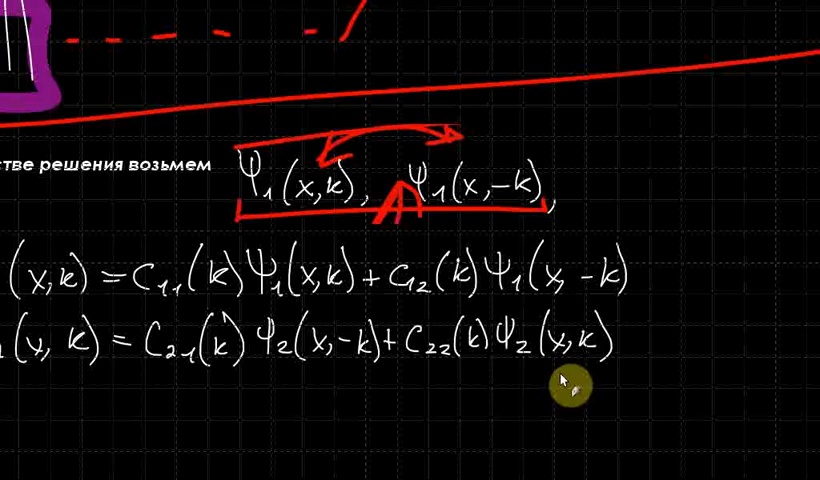 стве решения возьмем Ψ₁(x,k), Ψ₁(x,-k),
(x,k) = C₁₁(k)Ψ₁(x,k)+C₁₂(k)Ψ₁(x,-k)
(x,k) = C₂₁(k)Ψ₂(x,-k)+C₂₂(k)Ψ₂(x,k)